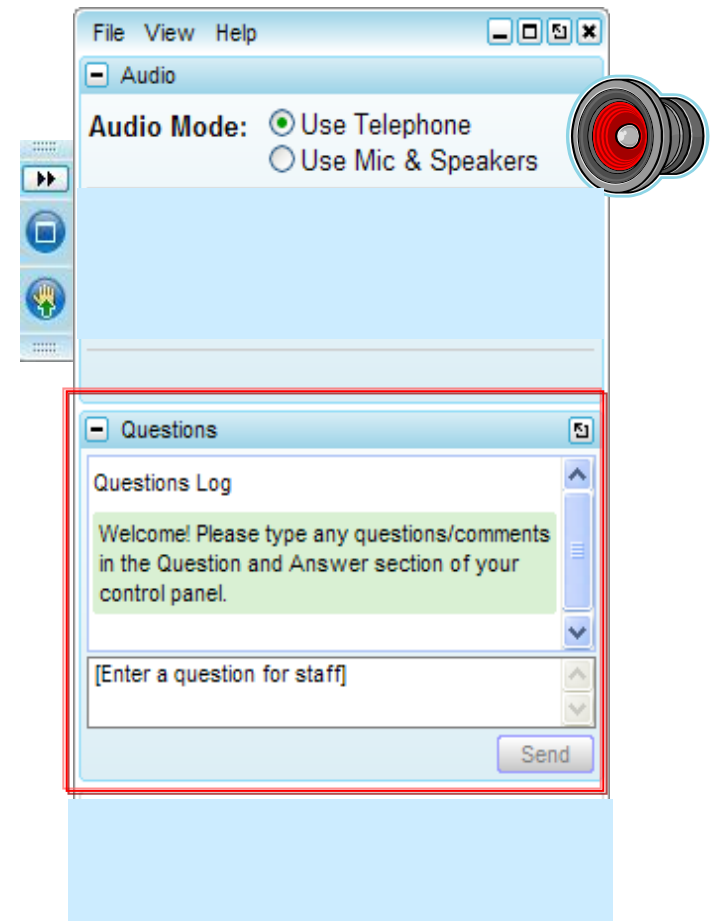 File View Help
Audio
Audio Mode: Use Telephone
Use Mic & Speakers
Questions
Questions Log
Welcome! Please type any questions/comments
in the Question and Answer section of your
control panel.
[Enter a question for staff]
Send